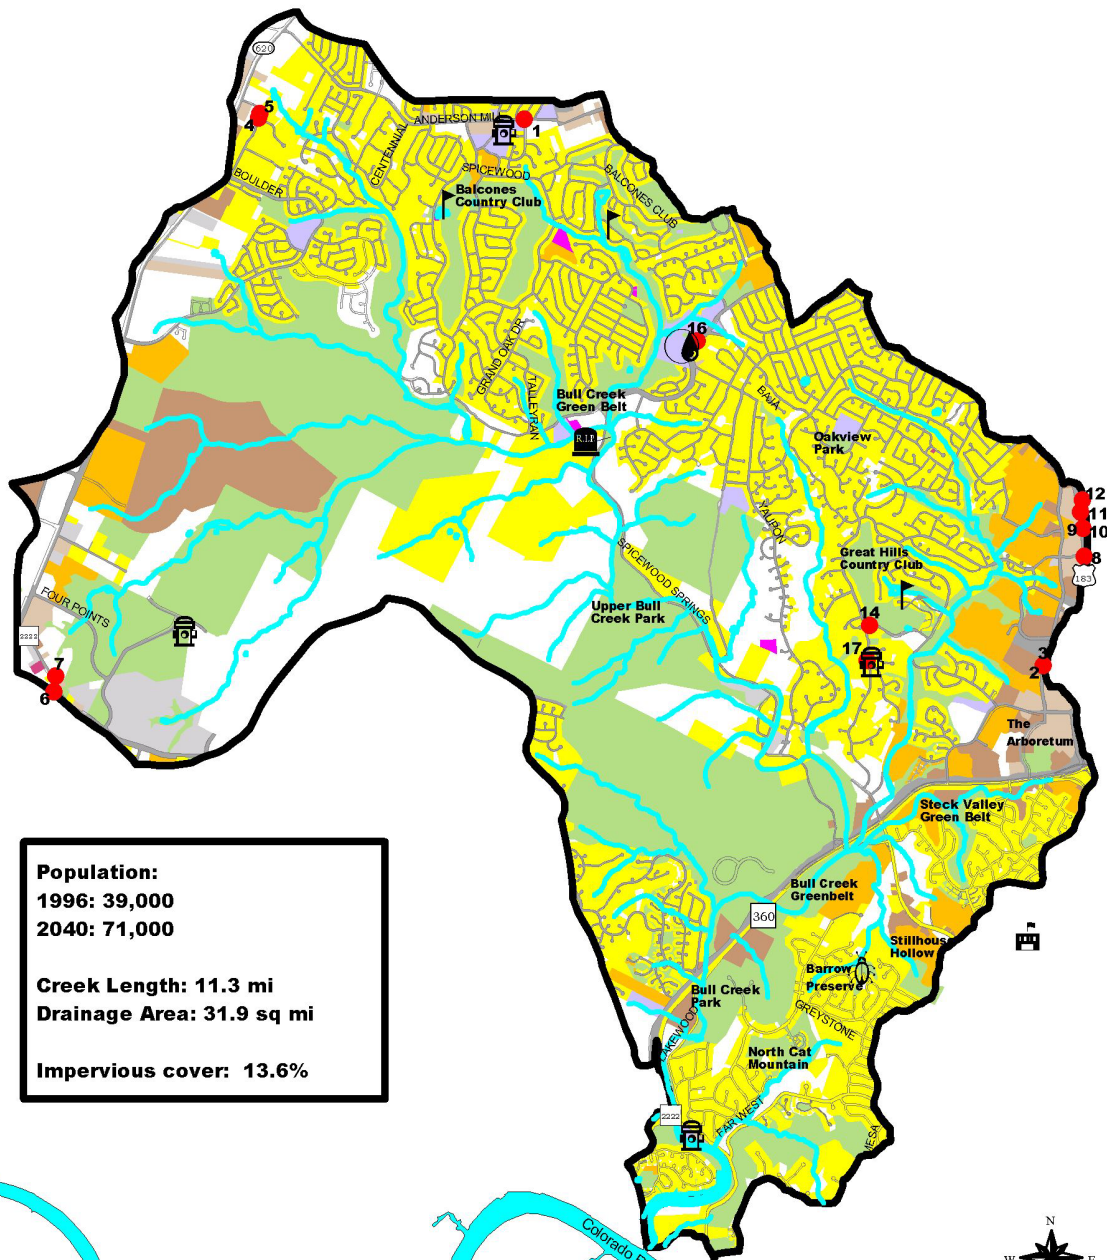 620
5
4
ANDERSON MIL
1
CENTENNIAL
SPICEWOOD
BALCONES CLUB
BOULDER
Balcones
Country Club
16
GRAND OAK DR
TALLEYRAN
Bull Creek
Green Belt
BAJA
R.I.P.
Oakview
Park
12
11
9
10
8
183
YAUPON
SPICEWOOD SPRINGS
Great Hills
Country Club
FOUR POINTS
2222
Upper Bull
Creek Park
14
17
3
2
7
6
The
Arboretum
Steck Valley
Green Belt
Population:
1996: 39,000
2040: 71,000
Creek Length: 11.3 mi
Drainage Area: 31.9 sq mi
Impervious cover: 13.6%
Bull Creek
Greenbelt
360
Stillhouse
Hollow
Barrow
Preserve
Bull Creek
Park
GREYSTONE
LAKEWOOD
North Cat
Mountain
2222
FAR WEST
MESA
Colorado
N
W
E